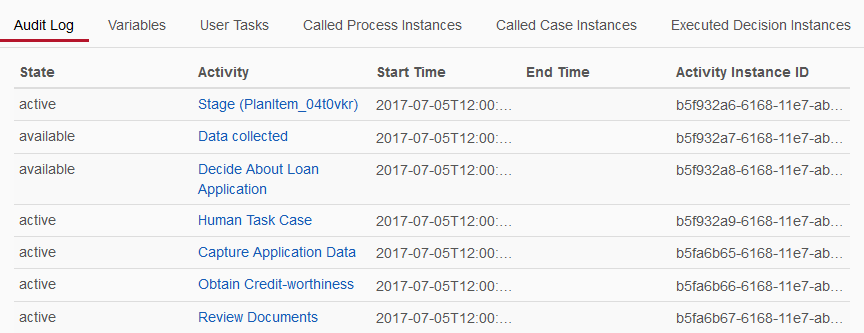 Audit Log Variables User Tasks Called Process Instances Called Case Instances Executed Decision Instances
State Activity Start Time End Time Activity Instance ID
active Stage (PlanItem_04t0vkr) 2017-07-05T12:00:... b5f932a6-6168-11e7-ab...
available Data collected 2017-07-05T12:00:... b5f932a7-6168-11e7-ab...
available Decide About Loan 2017-07-05T12:00:... b5f932a8-6168-11e7-ab...
Application
active Human Task Case 2017-07-05T12:00:... b5f932a9-6168-11e7-ab...
active Capture Application Data 2017-07-05T12:00:... b5fa6b65-6168-11e7-ab...
active Obtain Credit-worthiness 2017-07-05T12:00:... b5fa6b66-6168-11e7-ab...
active Review Documents 2017-07-05T12:00:... b5fa6b67-6168-11e7-ab...